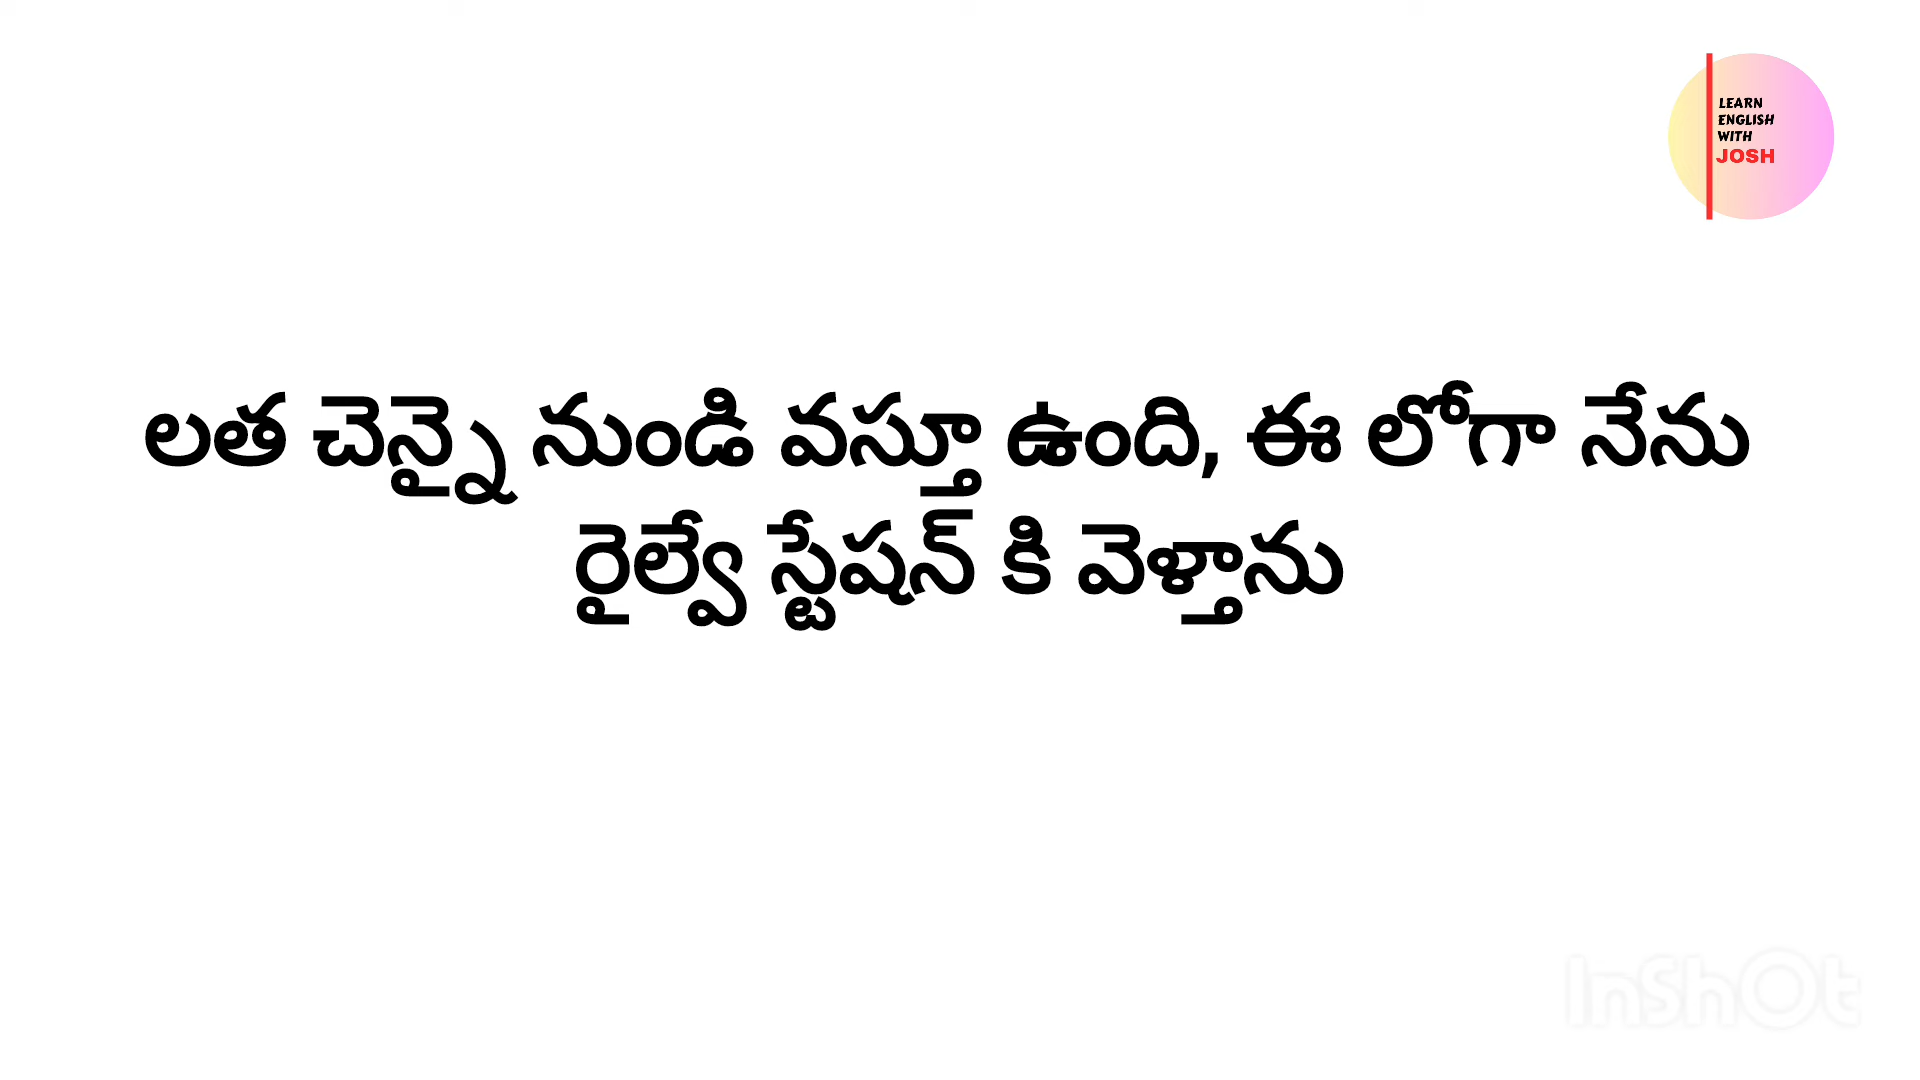 LEARN
ENGLISH
WITH
JOSH
లత చెన్నై నుండి వస్తూ ఉంది, ఈ లోగా నేను
రైల్వే స్టేషన్ కి వెళ్తాను
InShOt